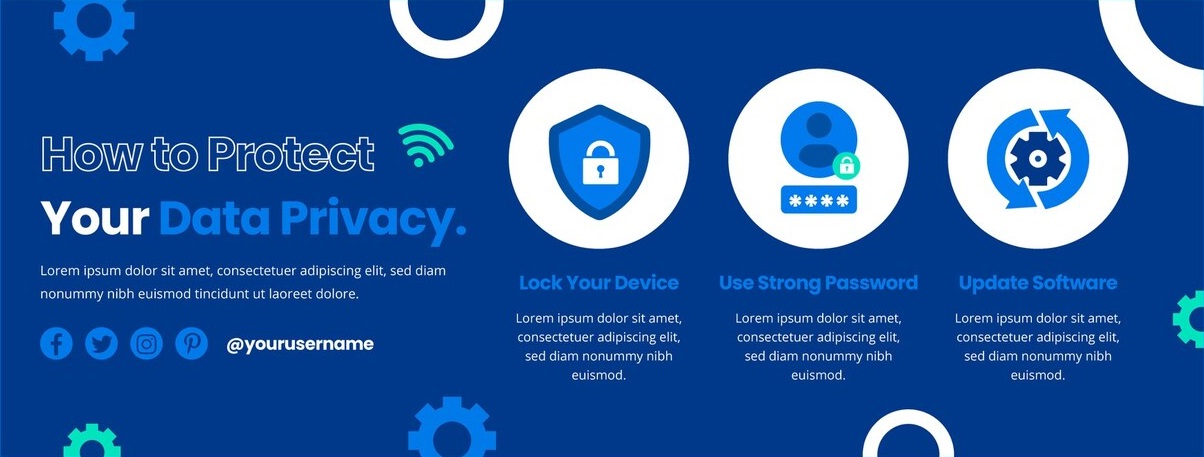 How to Protect
Your Data Privacy.
Lorem ipsum dolor sit amet, consectetuer adipiscing elit, sed diam
nonummy nibh euismod tincidunt ut laoreet dolore.
@yourusername
****
Lock Your Device
Lorem ipsum dolor sit amet,
consectetuer adipiscing elit,
sed diam nonummy nibh
euismod.
Use Strong Password
Lorem ipsum dolor sit amet,
consectetuer adipiscing elit,
sed diam nonummy nibh
euismod.
Update Software
Lorem ipsum dolor sit amet,
consectetuer adipiscing elit,
sed diam nonummy nibh
euismod.